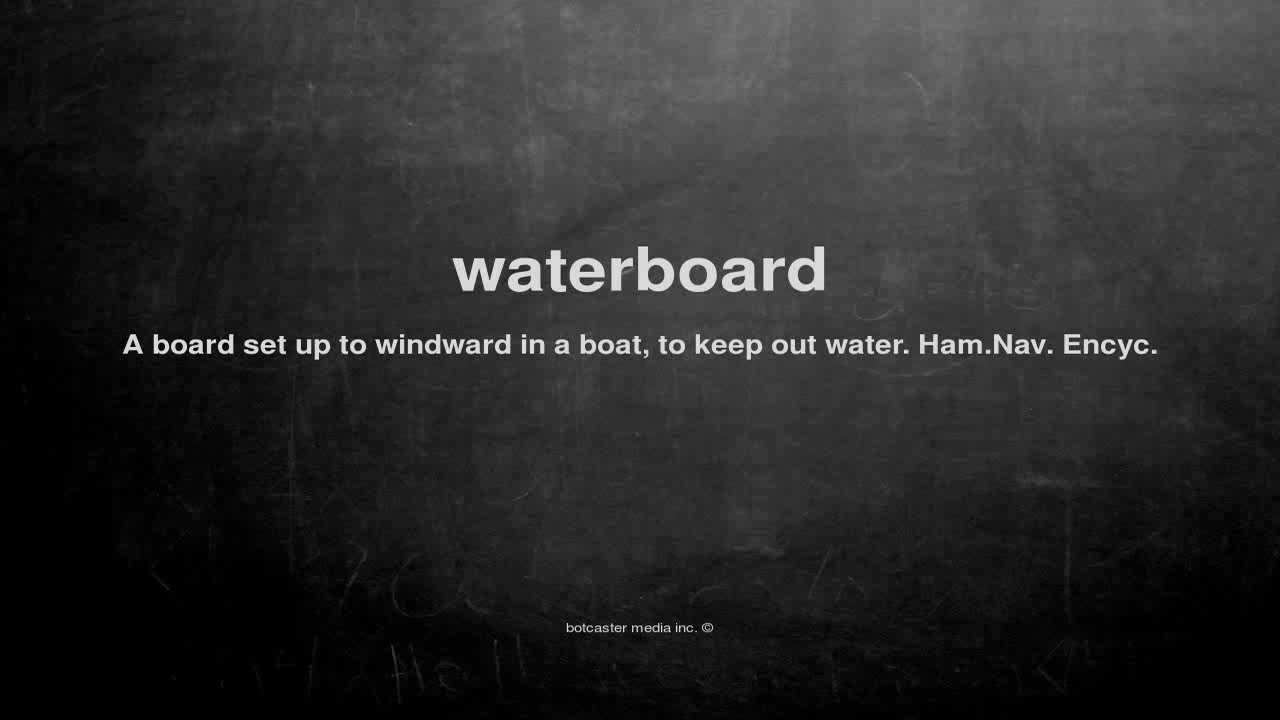 waterboard
A board set up to windward in a boat, to keep out water. Ham.Nav. Encyc.
botcaster media inc. ©